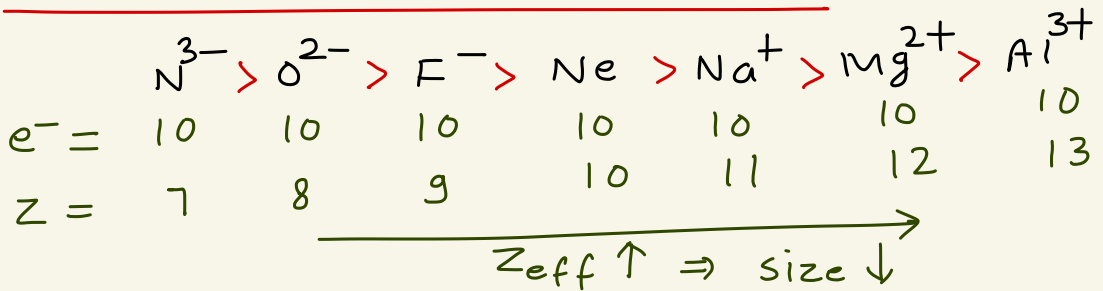 N³⁻ > O²⁻ > F⁻ > Ne > Na⁺ > Mg²⁺ > Al³⁺
e⁻ = 10 10 10 10 10 10 10
Z = 7 8 9 10 11 12 13
Zeff ↑ ⇒ size ↓